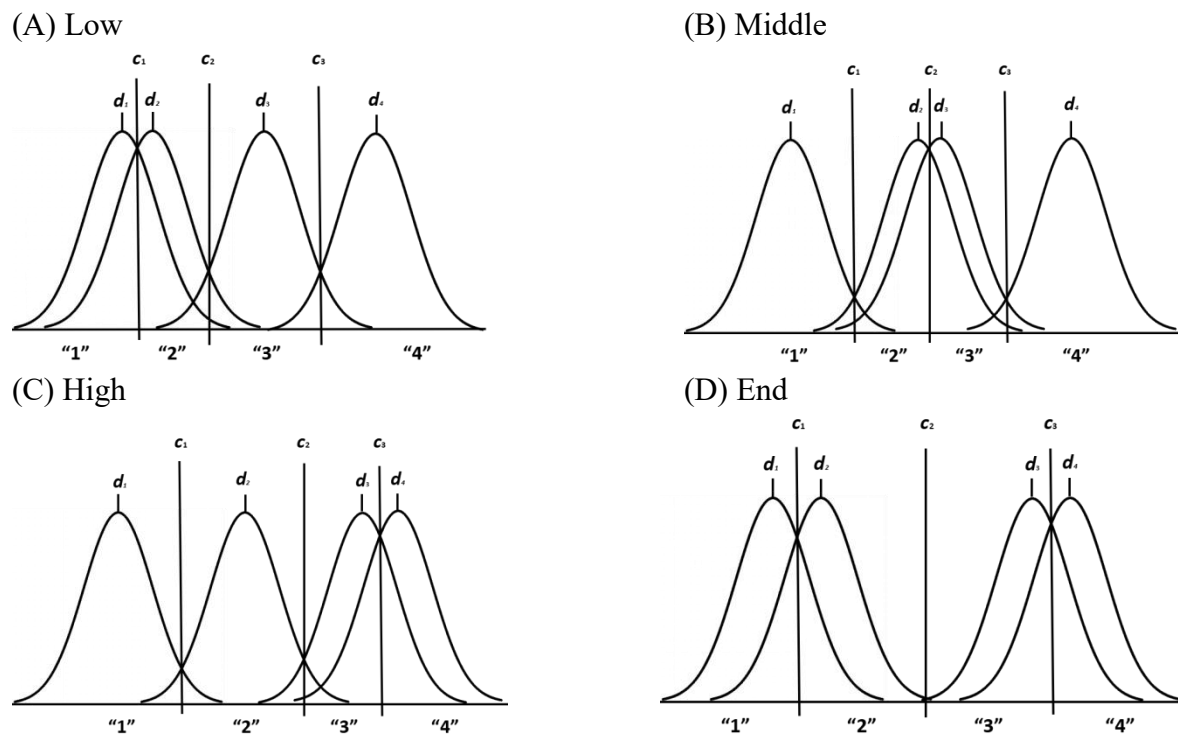 (A) Low
c₁ c₂ c₃
d₁ d₂ d₃ d₄
“1” “2” “3” “4”
(B) Middle
c₁ c₂ c₃
d₁ d₂ d₃ d₄
“1” “2” “3” “4”
(C) High
c₁ c₂ c₃
d₁ d₂ d₃ d₄
“1” “2” “3” “4”
(D) End
c₁ c₂ c₃
d₁ d₂ d₃ d₄
“1” “2” “3” “4”